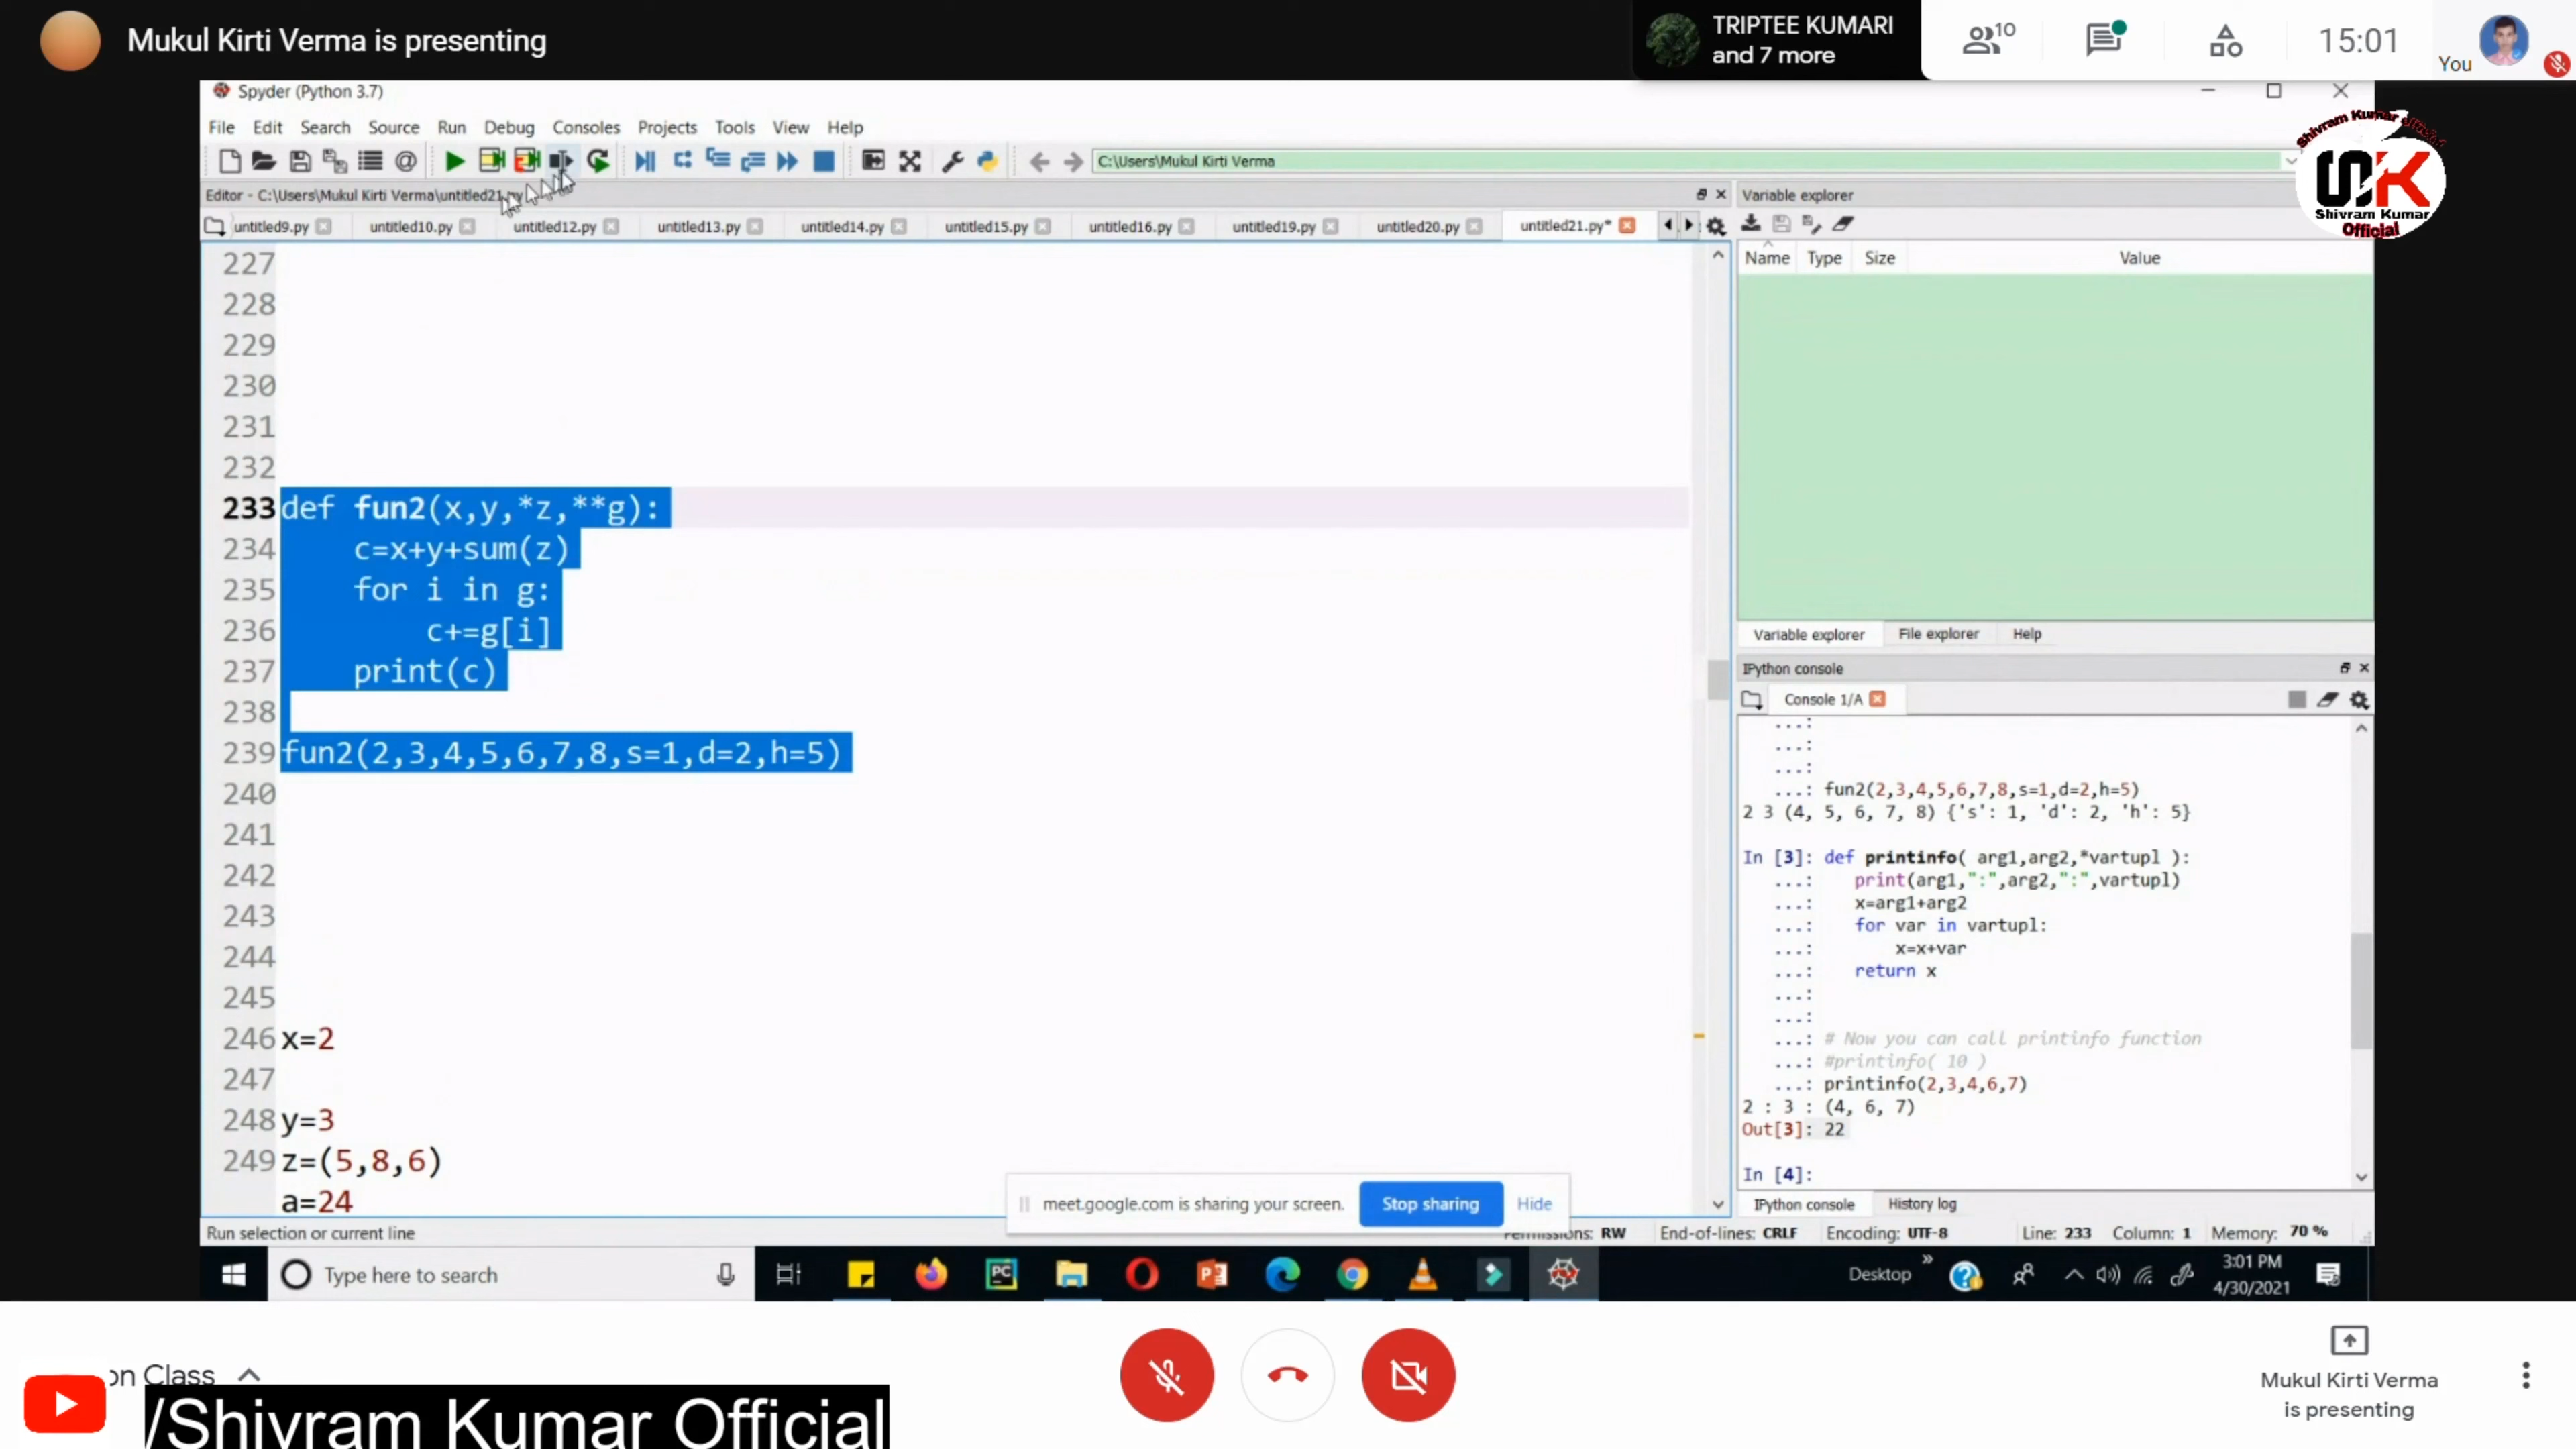 Mukul Kirti Verma is presenting
TRIPTEE KUMARI
and 7 more
10
15:01
You
Spyder (Python 3.7)
File Edit Search Source Run Debug Consoles Projects Tools View Help
C:\Users\Mukul Kirti Verma
Shivram Kumar
Official
Editor - C:\Users\Mukul Kirti Verma\untitled21.py
untitled9.py untitled10.py untitled12.py untitled13.py untitled14.py untitled15.py untitled16.py untitled19.py untitled20.py untitled21.py*
227
228
229
230
231
232
233 def fun2(x,y,*z,**g):
234 c=x+y+sum(z)
235 for i in g:
236 c+=g[i]
237 print(c)
238
239 fun2(2,3,4,5,6,7,8,s=1,d=2,h=5)
240
241
242
243
244
245
246 x=2
247
248 y=3
249 z=(5,8,6)
a=24
Variable explorer
Name Type Size Value
Variable explorer File explorer Help
IPython console
Console 1/A
...:
...:
...:
...: fun2(2,3,4,5,6,7,8,s=1,d=2,h=5)
2 3 (4, 5, 6, 7, 8) {'s': 1, 'd': 2, 'h': 5}
In [3]: def printinfo( arg1,arg2,*vartupl ):
...: print(arg1,":",arg2,":",vartupl)
...: x=arg1+arg2
...: for var in vartupl:
...: x=x+var
...: return x
...:
...:
...: # Now you can call printinfo function
...: #printinfo( 10 )
...: printinfo(2,3,4,6,7)
2 : 3 : (4, 6, 7)
Out[3]: 22
In [4]:
IPython console History log
meet.google.com is sharing your screen. Stop sharing Hide
Run selection or current line
RW End-of-lines: CRLF Encoding: UTF-8 Line: 233 Column: 1 Memory: 70 %
Type here to search
Desktop
3:01 PM
4/30/2021
on Class
/Shivram Kumar Official
Mukul Kirti Verma
is presenting